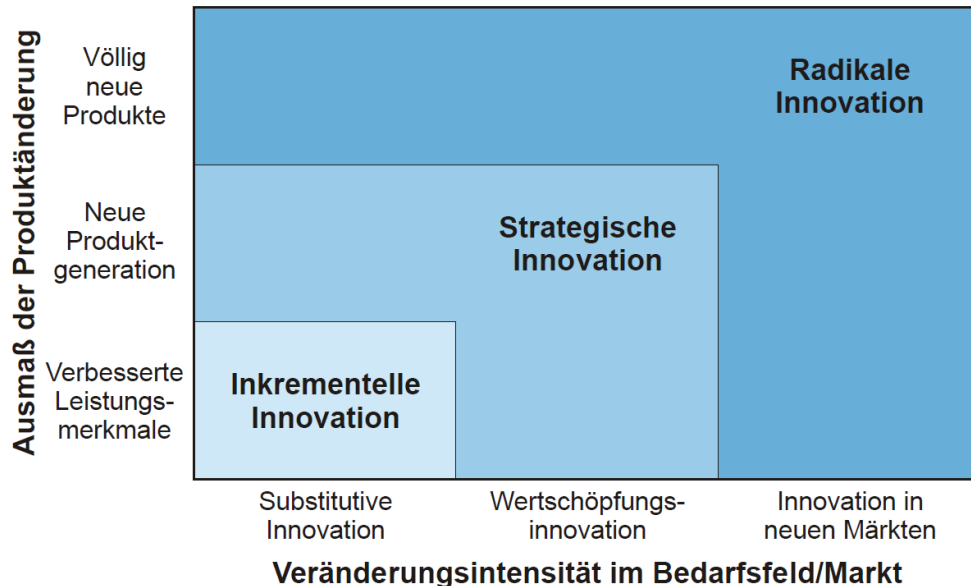 Ausmaß der Produktänderung
Völlig
neue
Produkte
Radikale
Innovation
Neue
Produkt-
generation
Strategische
Innovation
Verbesserte
Leistungs-
merkmale
Inkrementelle
Innovation
Substitutive
Innovation
Wertschöpfungs-
innovation
Innovation in
neuen Märkten
Veränderungsintensität im Bedarfsfeld/Markt